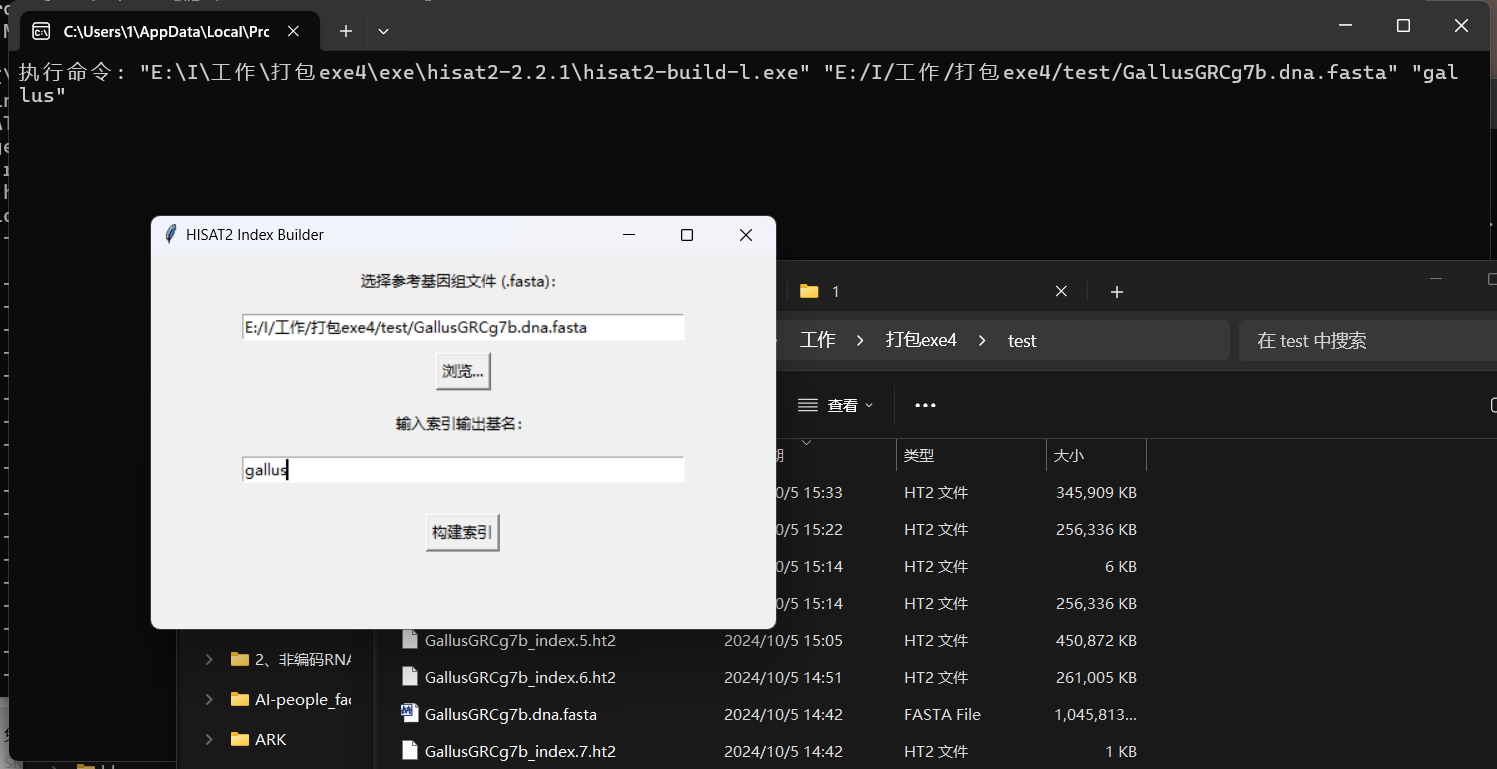 C:\Users\1\AppData\Local\Prc
执行命令: "E:\I\工作\打包exe4\exe\hisat2-2.2.1\hisat2-build-l.exe" "E:/I/工作/打包exe4/test/GallusGRCg7b.dna.fasta" "gal
lus"
HISAT2 Index Builder
选择参考基因组文件 (.fasta):
E:/I/工作/打包exe4/test/GallusGRCg7b.dna.fasta
浏览...
输入索引输出基名:
gallus
构建索引
1
工作 > 打包exe4 > test
在 test 中搜索
查看
期 类型 大小
0/5 15:33 HT2 文件 345,909 KB
0/5 15:22 HT2 文件 256,336 KB
0/5 15:14 HT2 文件 6 KB
0/5 15:14 HT2 文件 256,336 KB
GallusGRCg7b_index.5.ht2 2024/10/5 15:05 HT2 文件 450,872 KB
GallusGRCg7b_index.6.ht2 2024/10/5 14:51 HT2 文件 261,005 KB
GallusGRCg7b.dna.fasta 2024/10/5 14:42 FASTA File 1,045,813...
GallusGRCg7b_index.7.ht2 2024/10/5 14:42 HT2 文件 1 KB
2、非编码RNA
AI-people_fac
ARK